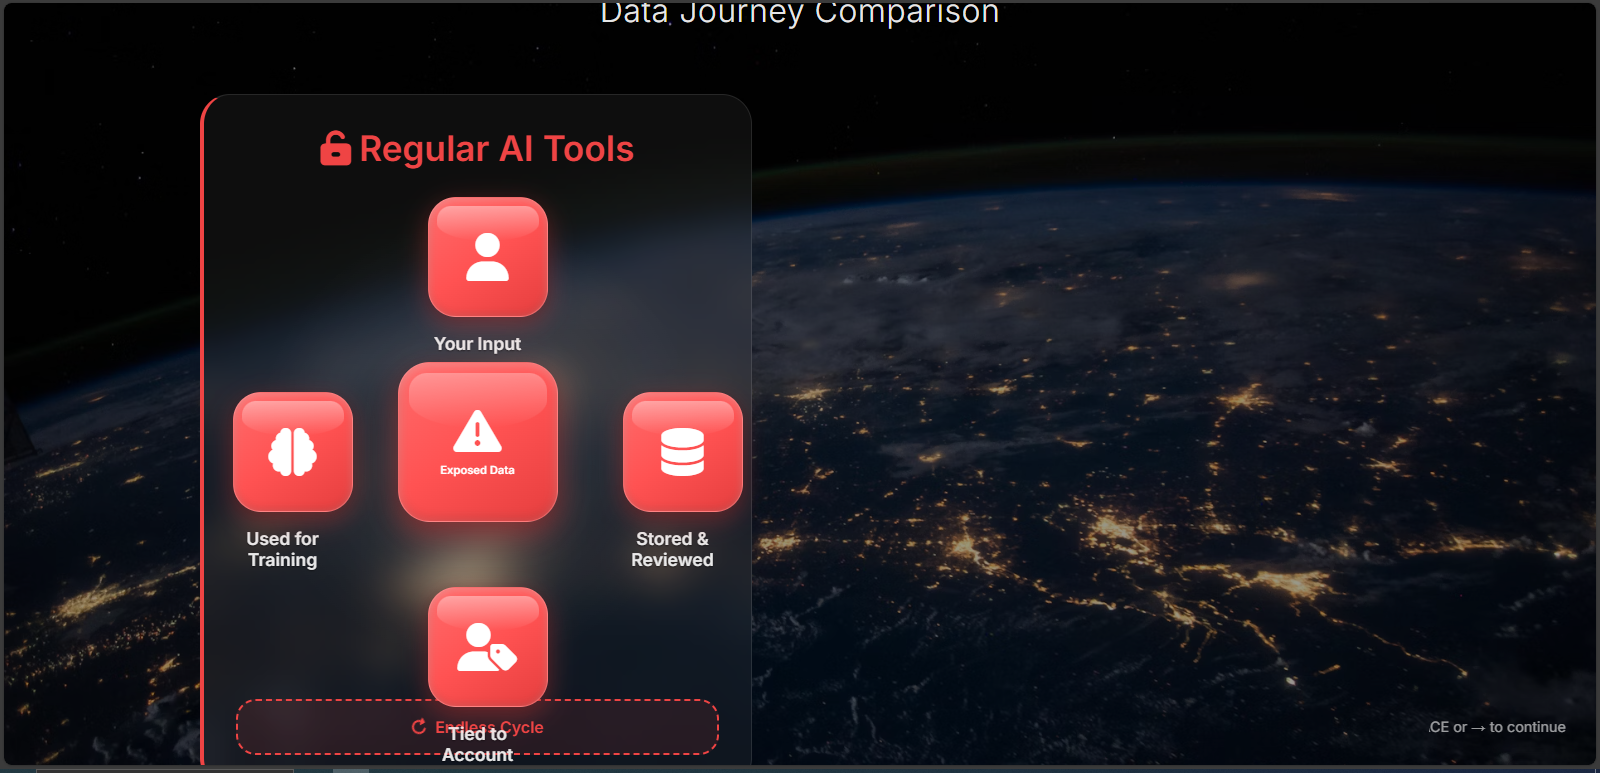 Data Journey Comparison
Regular AI Tools
Your Input
Exposed Data
Used for
Training
Stored &
Reviewed
Endless Cycle
Tied to
Account
CE or → to continue